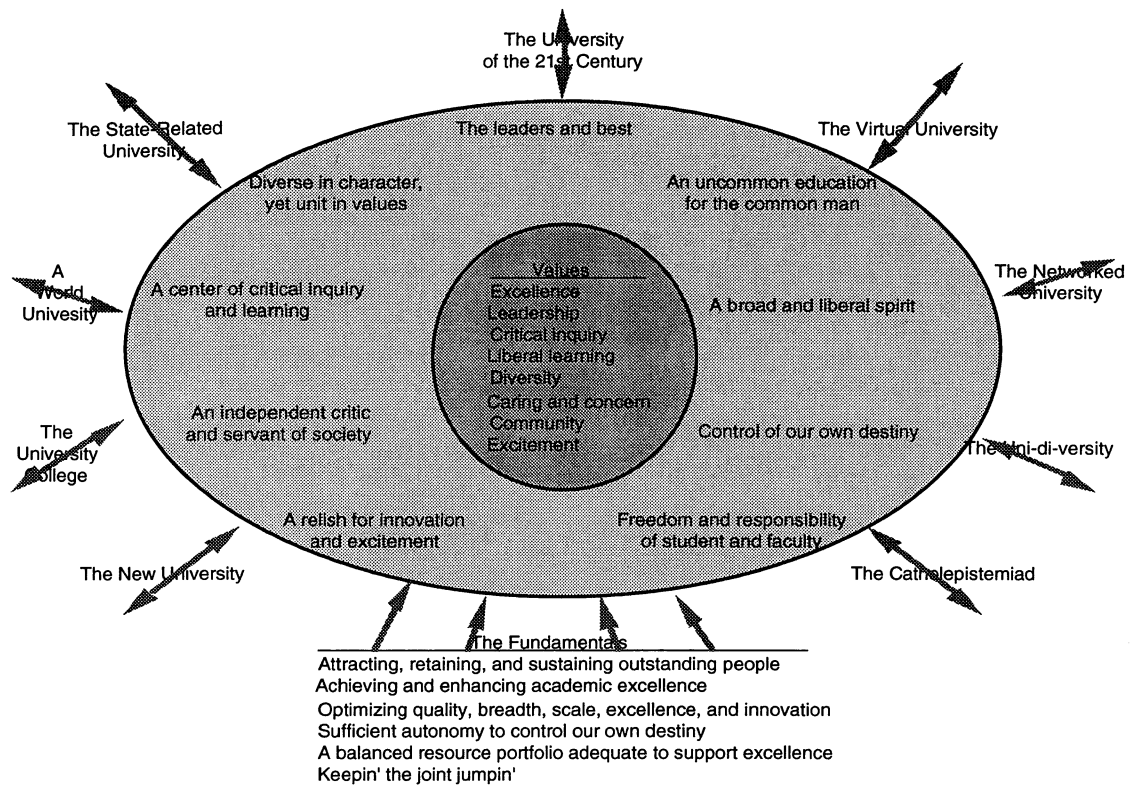 The University
of the 21st Century
The State-Related
University
The Virtual University
The leaders and best
Diverse in character,
yet unit in values
An uncommon education
for the common man
A
World
Univesity
The Networked
University
A center of critical inquiry
and learning
A broad and liberal spirit
Values
Excellence
Leadership
Critical inquiry
Liberal learning
Diversity
Caring and concern
Community
Excitement
An independent critic
and servant of society
Control of our own destiny
The
University
College
The Uni-di-versity
A relish for innovation
and excitement
Freedom and responsibility
of student and faculty
The New University
The Catholepistemiad
The Fundamentals
Attracting, retaining, and sustaining outstanding people
Achieving and enhancing academic excellence
Optimizing quality, breadth, scale, excellence, and innovation
Sufficient autonomy to control our own destiny
A balanced resource portfolio adequate to support excellence
Keepin' the joint jumpin'